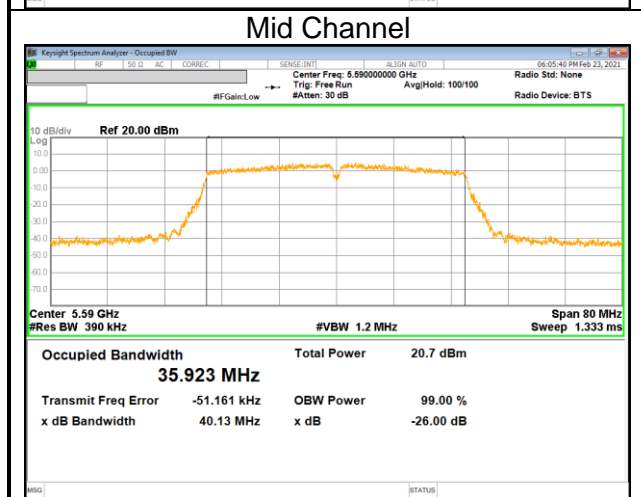 Mid Channel
Keysight Spectrum Analyzer - Occupied BW
RF 50 Ω AC CORREC SENSE:INT ALIGN AUTO 06:05:40 PM Feb 23, 2021
Center Freq: 5.590000000 GHz Radio Std: None
Trig: Free Run Avg|Hold: 100/100
#IFGain:Low #Atten: 30 dB Radio Device: BTS
10 dB/div Ref 20.00 dBm
Log
10.0
0.00
-10.0
-20.0
-30.0
-40.0
-50.0
-60.0
-70.0
Center 5.59 GHz Span 80 MHz
#Res BW 390 kHz #VBW 1.2 MHz Sweep 1.333 ms
Occupied Bandwidth Total Power 20.7 dBm
35.923 MHz
Transmit Freq Error -51.161 kHz OBW Power 99.00 %
x dB Bandwidth 40.13 MHz x dB -26.00 dB
MSG STATUS